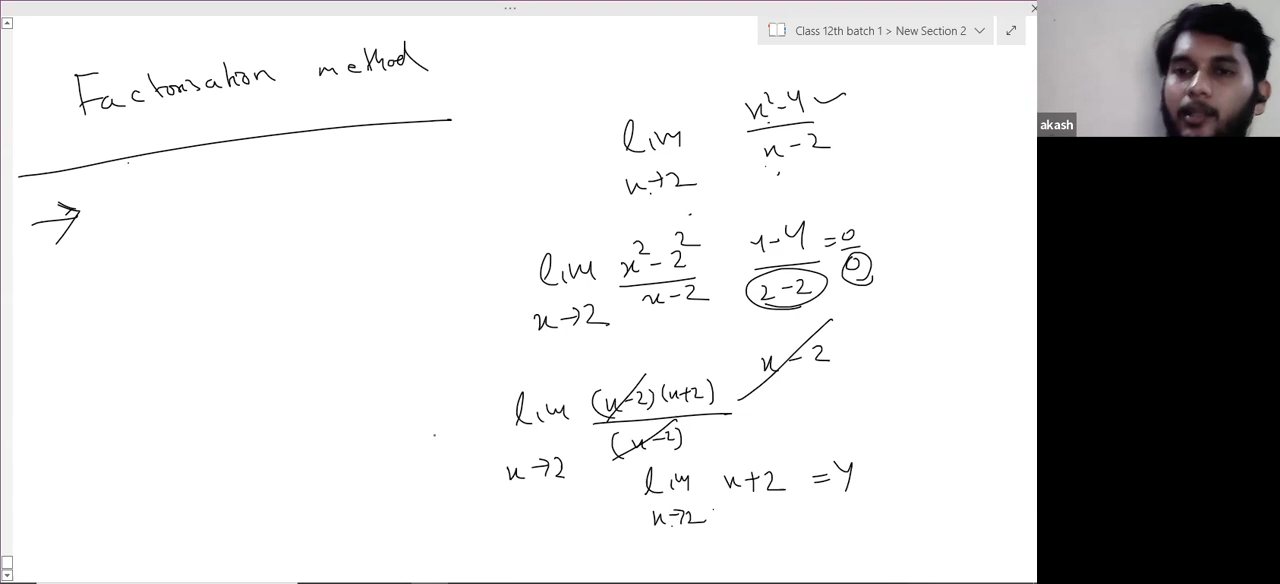 Class 12th batch 1 > New Section 2
akash
Factorisation method
lim x→2 (x²-4)/(x-2)
lim x→2 (x²-2²)/(x-2)
(4-4)/(2-2) = 0/0
x-2
lim x→2 (x-2)(x+2)/(x-2)
lim x→2 x+2 = 4